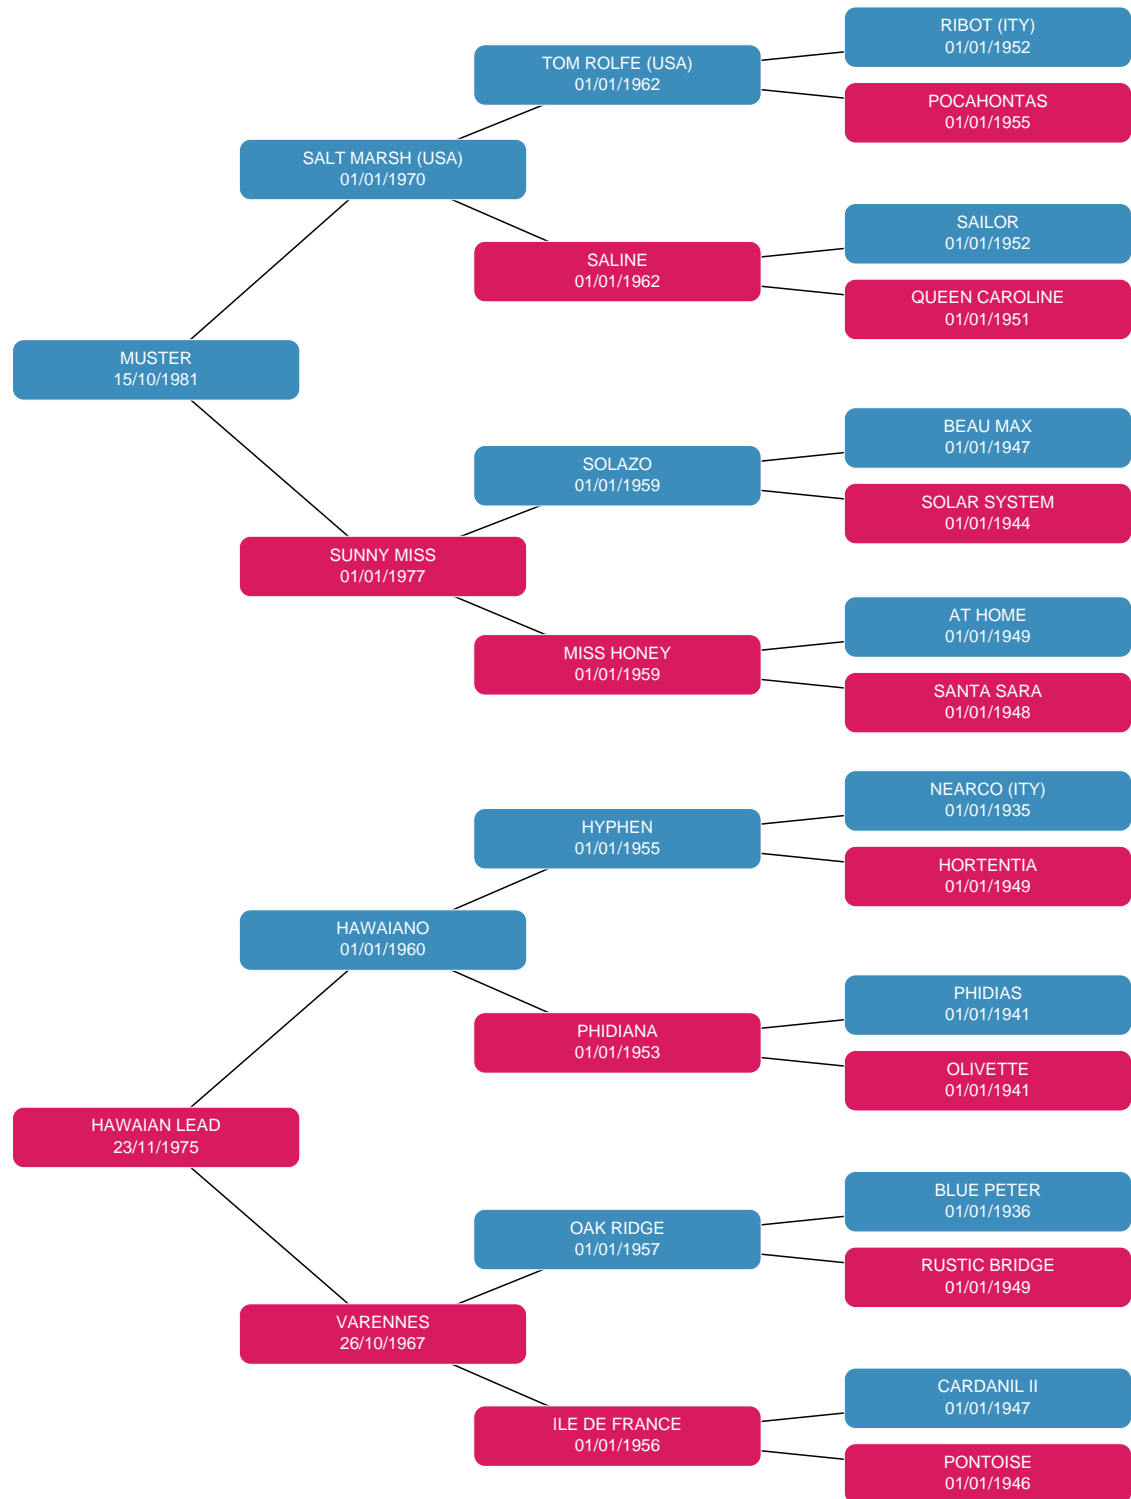 RIBOT (ITY)
01/01/1952
TOM ROLFE (USA)
01/01/1962
POCAHONTAS
01/01/1955
SALT MARSH (USA)
01/01/1970
SAILOR
01/01/1952
SALINE
01/01/1962
QUEEN CAROLINE
01/01/1951
MUSTER
15/10/1981
BEAU MAX
01/01/1947
SOLAZO
01/01/1959
SOLAR SYSTEM
01/01/1944
SUNNY MISS
01/01/1977
AT HOME
01/01/1949
MISS HONEY
01/01/1959
SANTA SARA
01/01/1948
NEARCO (ITY)
01/01/1935
HYPHEN
01/01/1955
HORTENTIA
01/01/1949
HAWAIANO
01/01/1960
PHIDIAS
01/01/1941
PHIDIANA
01/01/1953
OLIVETTE
01/01/1941
HAWAIAN LEAD
23/11/1975
BLUE PETER
01/01/1936
OAK RIDGE
01/01/1957
RUSTIC BRIDGE
01/01/1949
VARENNES
26/10/1967
CARDANIL II
01/01/1947
ILE DE FRANCE
01/01/1956
PONTOISE
01/01/1946